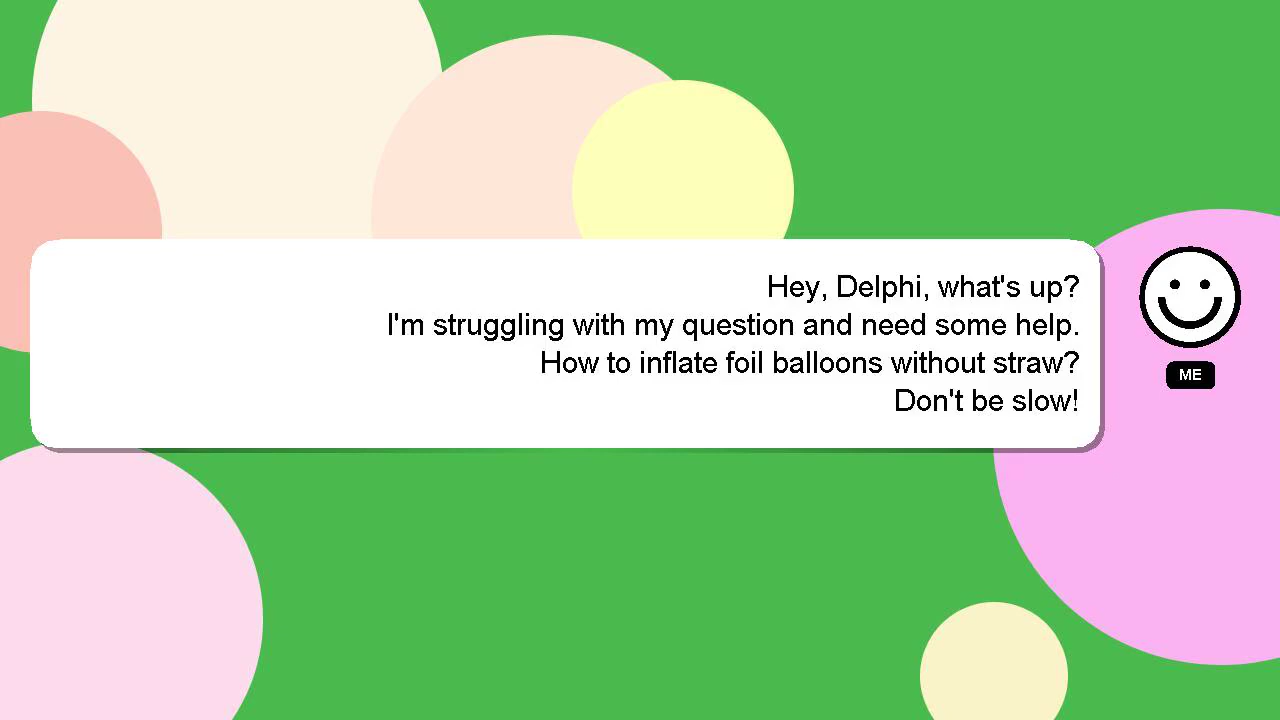 Hey, Delphi, what's up?
I'm struggling with my question and need some help.
How to inflate foil balloons without straw?
Don't be slow!
ME